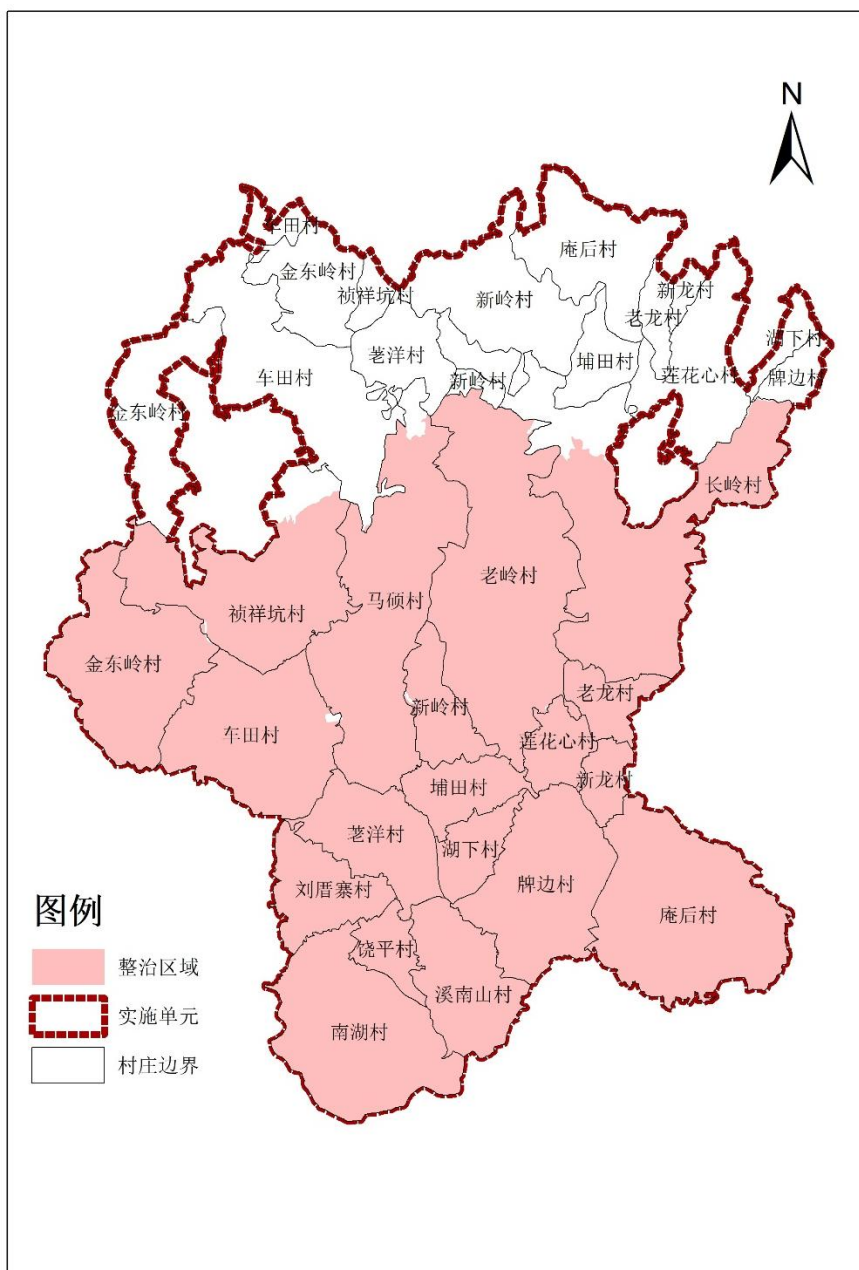 N
车田村
庵后村
金东岭村
祯祥坑村
新岭村
新龙村
老龙村
湖下村
荖洋村
埔田村
车田村
新岭村
莲花心村
牌边村
金东岭村
长岭村
老岭村
马硕村
祯祥坑村
金东岭村
老龙村
新岭村
车田村
莲花心村
新龙村
埔田村
荖洋村
湖下村
刘厝寨村
牌边村
庵后村
饶平村
溪南山村
南湖村
图例
整治区域
实施单元
村庄边界